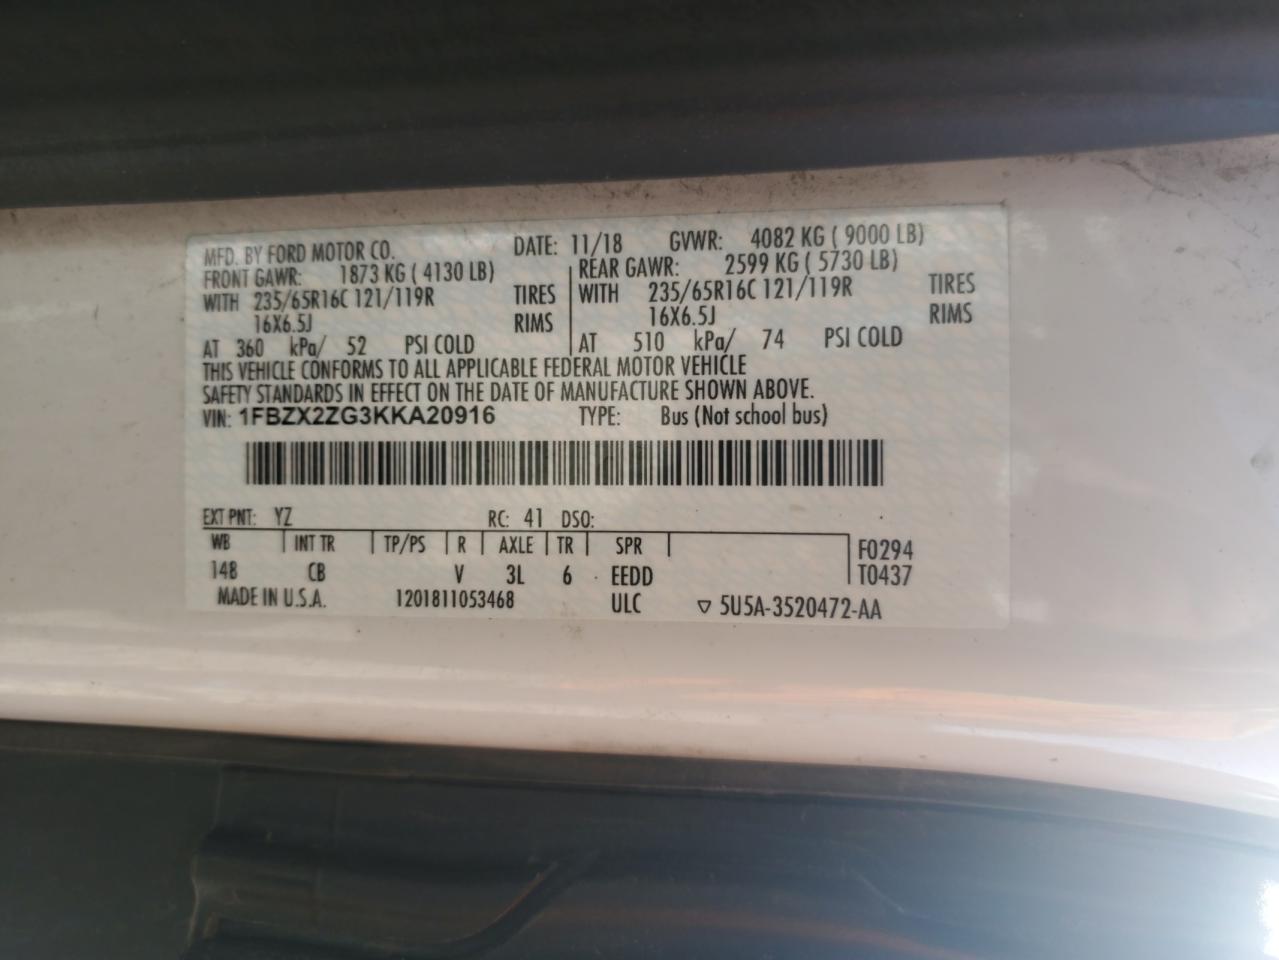 MFD. BY FORD MOTOR CO. DATE: 11/18 GVWR: 4082 KG ( 9000 LB)
FRONT GAWR: 1873 KG ( 4130 LB) REAR GAWR: 2599 KG ( 5730 LB)
WITH 235/65R16C 121/119R TIRES WITH 235/65R16C 121/119R TIRES
16X6.5J RIMS 16X6.5J RIMS
AT 360 kPa/ 52 PSI COLD AT 510 kPa/ 74 PSI COLD
THIS VEHICLE CONFORMS TO ALL APPLICABLE FEDERAL MOTOR VEHICLE
SAFETY STANDARDS IN EFFECT ON THE DATE OF MANUFACTURE SHOWN ABOVE.
VIN: 1FBZX2ZG3KKA20916 TYPE: Bus (Not school bus)
EXT PNT: YZ RC: 41 DSO:
WB INT TR TP/PS R AXLE TR SPR F0294
148 CB V 3L 6 EEDD T0437
MADE IN U.S.A. 1201811053468 ULC ▽ 5U5A-3520472-AA